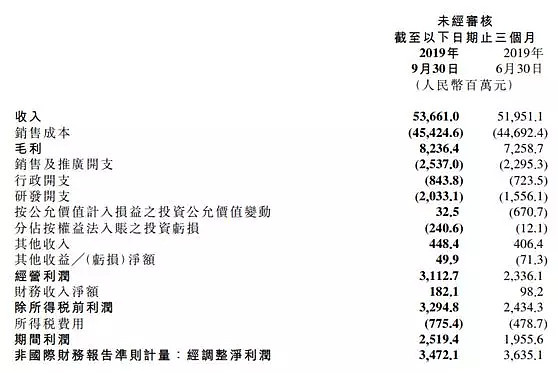 未經審核
截至以下日期止三個月
2019年 2019年
9月30日 6月30日
(人民幣百萬元)
收入 53,661.0 51,951.1
銷售成本 (45,424.6) (44,692.4)
毛利 8,236.4 7,258.7
銷售及推廣開支 (2,537.0) (2,295.3)
行政開支 (843.8) (723.5)
研發開支 (2,033.1) (1,556.1)
按公允價值計入損益之投資公允價值變動 32.5 (670.7)
分佔按權益法入賬之投資虧損 (240.6) (12.1)
其他收入 448.4 406.4
其他收益╱(虧損)淨額 49.9 (71.3)
經營利潤 3,112.7 2,336.1
財務收入淨額 182.1 98.2
除所得稅前利潤 3,294.8 2,434.3
所得稅費用 (775.4) (478.7)
期間利潤 2,519.4 1,955.6
非國際財務報告準則計量：經調整淨利潤 3,472.1 3,635.1